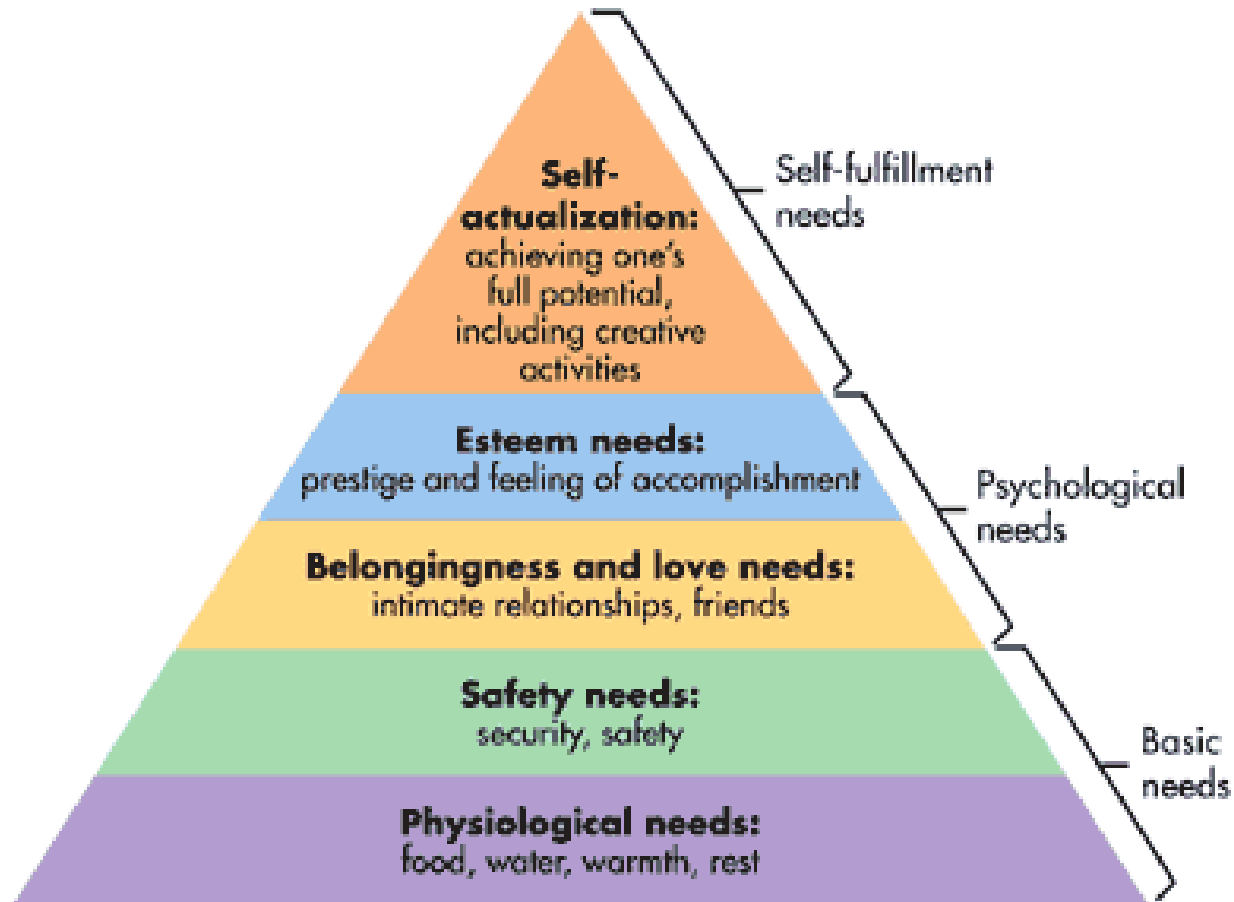 Self-
actualization:
achieving one's
full potential,
including creative
activities
Self-fulfillment
needs
Esteem needs:
prestige and feeling of accomplishment
Psychological
needs
Belongingness and love needs:
intimate relationships, friends
Safety needs:
security, safety
Basic
needs
Physiological needs:
food, water, warmth, rest